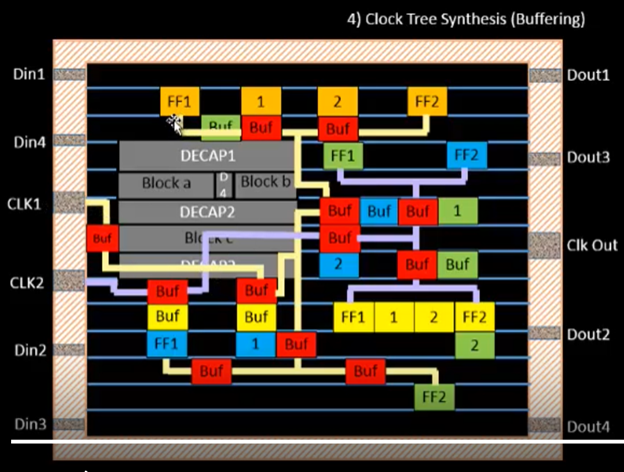 4) Clock Tree Synthesis (Buffering)
Din1
Dout1
FF1 1 2 FF2
Buf Buf Buf
Din4
DECAP1
FF1 FF2
Dout3
Block a D4 Block b
CLK1
DECAP2
Buf Buf Buf 1
Buf
Block c
Buf
Clk Out
DECAP3
2
Buf Buf
CLK2
Buf Buf
Buf Buf
FF1 1 2 FF2
Dout2
Din2
FF1 1 Buf
2
Buf Buf
FF2
Din3
Dout4